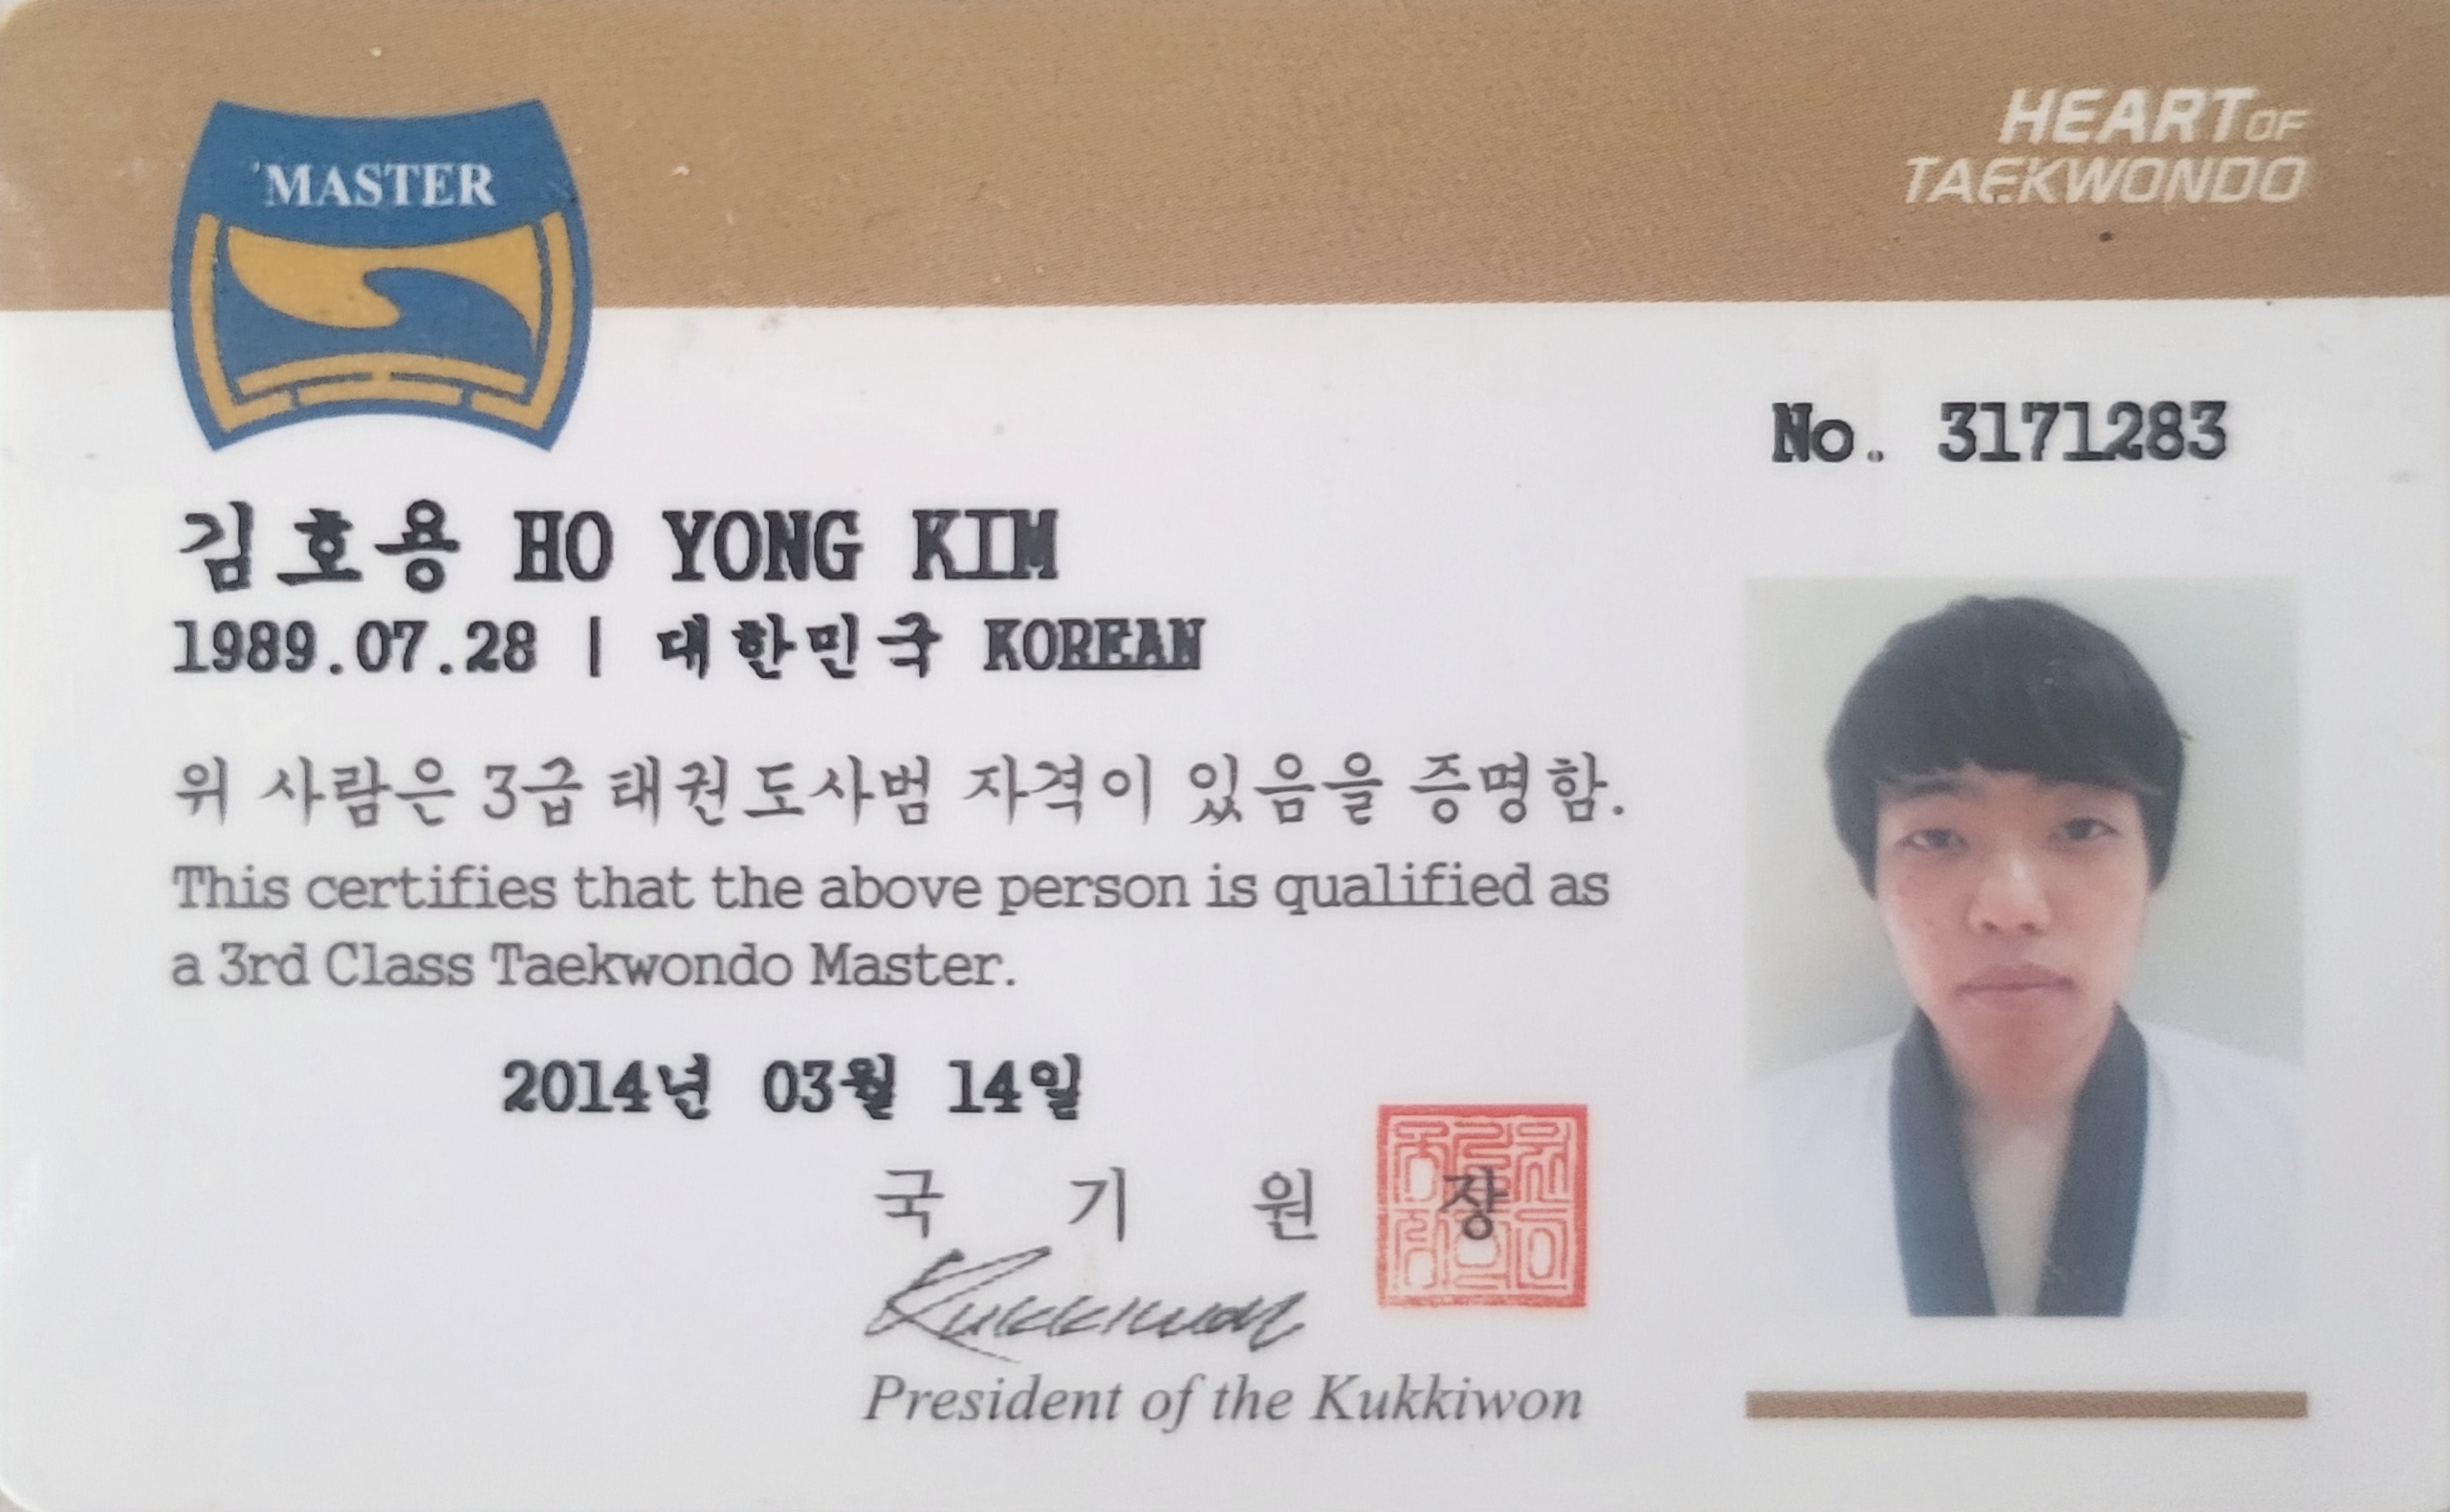 MASTER
HEART OF
TAEKWONDO
No. 3171283
김호용 HO YONG KIM
1989.07.28 | 대한민국 KOREAN
위 사람은 3급 태권도사범 자격이 있음을 증명함.
This certifies that the above person is qualified as
a 3rd Class Taekwondo Master.
2014년 03월 14일
국 기 원 장
Kukkiwon
President of the Kukkiwon